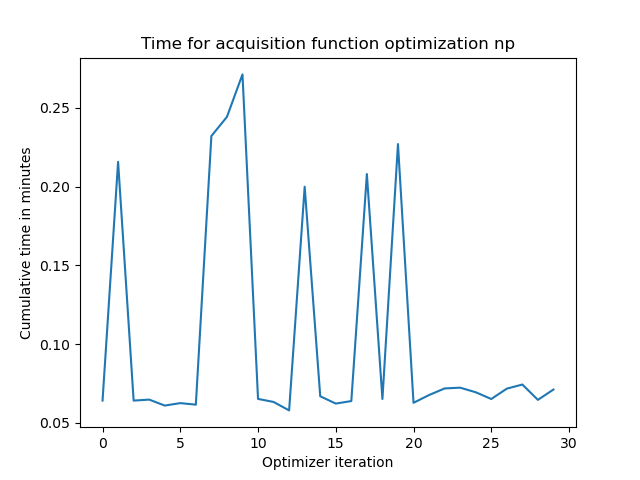 Time for acquisition function optimization np
Cumulative time in minutes
0.25
0.20
0.15
0.10
0.05
0 5 10 15 20 25 30
Optimizer iteration